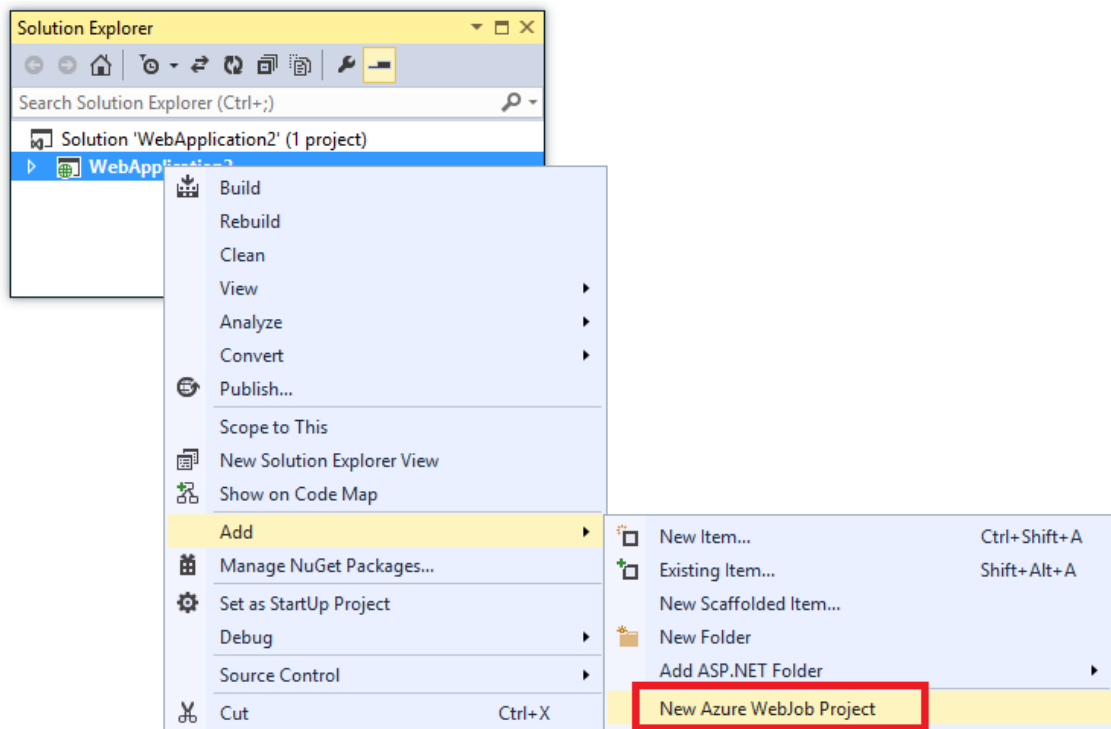 Solution Explorer
Search Solution Explorer (Ctrl+;)
Solution 'WebApplication2' (1 project)
WebApplication2
Build
Rebuild
Clean
View
Analyze
Convert
Publish...
Scope to This
New Solution Explorer View
Show on Code Map
Add
Manage NuGet Packages...
Set as StartUp Project
Debug
Source Control
Cut Ctrl+X
New Item... Ctrl+Shift+A
Existing Item... Shift+Alt+A
New Scaffolded Item...
New Folder
Add ASP.NET Folder
New Azure WebJob Project